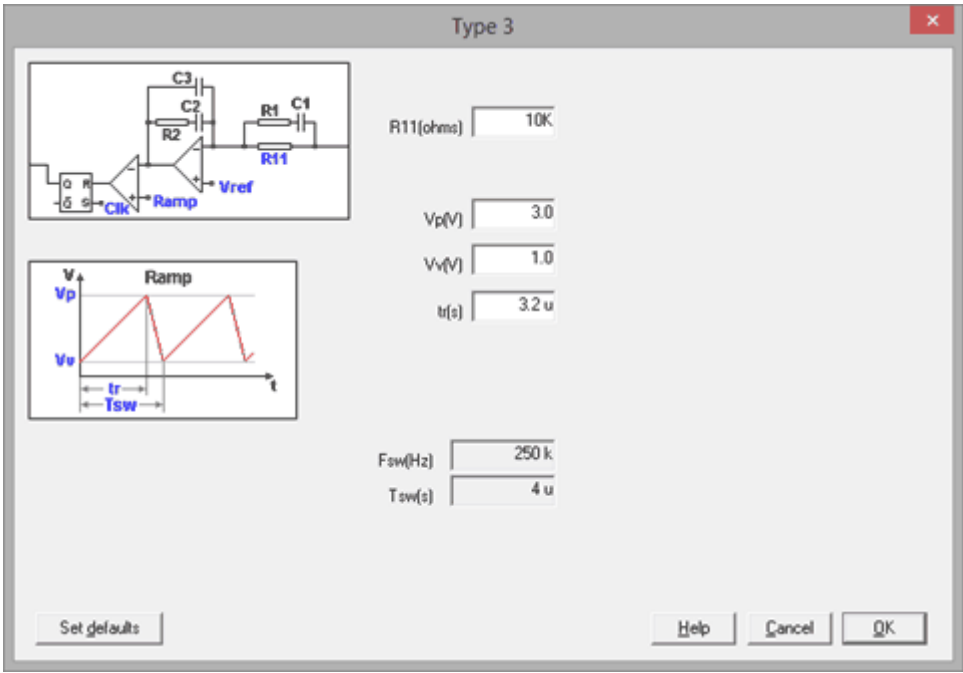 Type 3
C3
C2
R2
R1 C1
R11
Vref
Q R
Q S
Clk
Ramp
R11(ohms) 10K
Vp(V) 3.0
Vv(V) 1.0
tr(s) 3.2 u
V
Ramp
Vp
Vv
tr
t
Tsw
Fsw(Hz) 250 k
Tsw(s) 4 u
Set defaults
Help Cancel OK